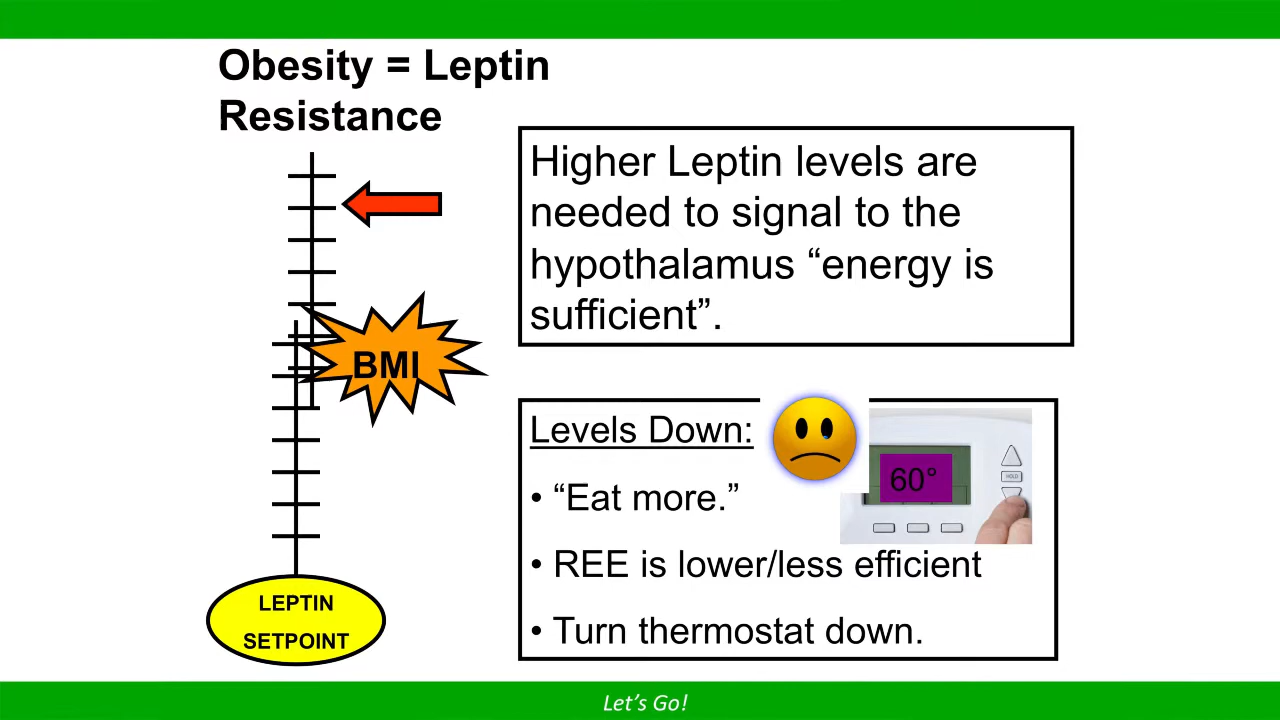 Obesity = Leptin
Resistance
Higher Leptin levels are
needed to signal to the
hypothalamus “energy is
sufficient”.
BMI
Levels Down:
60°
HOLD
• “Eat more.”
• REE is lower/less efficient
• Turn thermostat down.
LEPTIN
SETPOINT
Let’s Go!